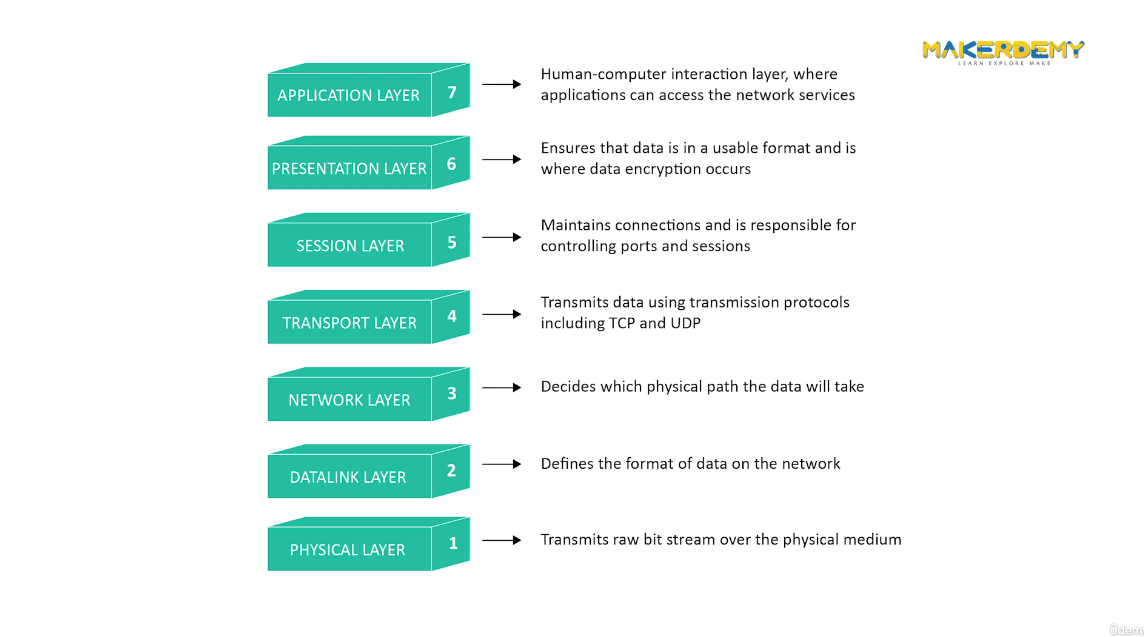 MAKERDEMY
LEARN EXPLORE MAKE
APPLICATION LAYER 7
Human-computer interaction layer, where
applications can access the network services
PRESENTATION LAYER 6
Ensures that data is in a usable format and is
where data encryption occurs
SESSION LAYER 5
Maintains connections and is responsible for
controlling ports and sessions
TRANSPORT LAYER 4
Transmits data using transmission protocols
including TCP and UDP
NETWORK LAYER 3
Decides which physical path the data will take
DATALINK LAYER 2
Defines the format of data on the network
PHYSICAL LAYER 1
Transmits raw bit stream over the physical medium
ûdemy